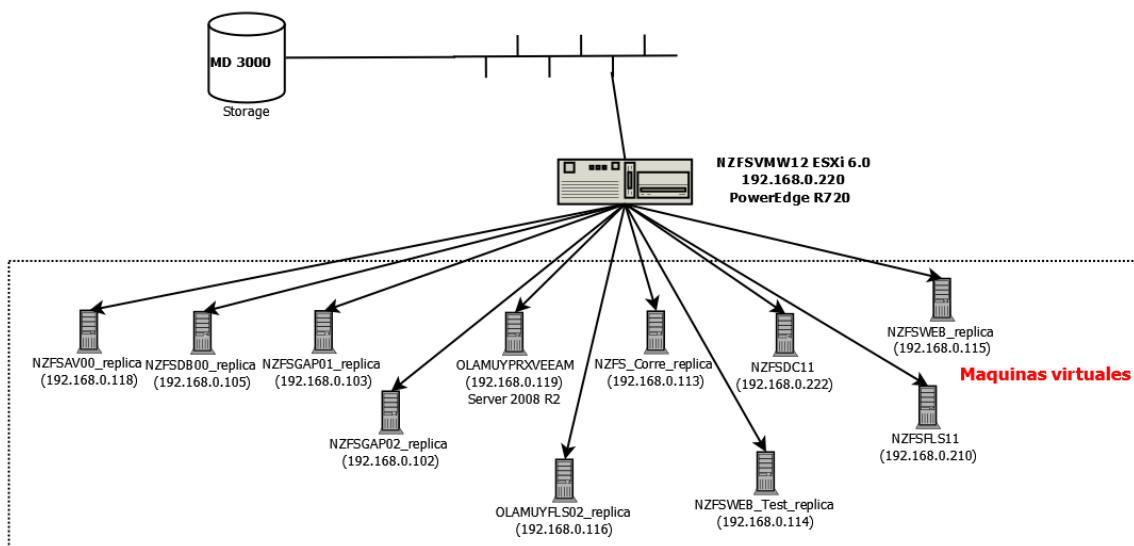 MD 3000
Storage
NZFSVMW12 ESXi 6.0
192.168.0.220
PowerEdge R720
NZFSAV00_replica
(192.168.0.118)
NZFSDB00_replica
(192.168.0.105)
NZFSGAP01_replica
(192.168.0.103)
OLAMUYPRXVEEAM
(192.168.0.119)
Server 2008 R2
NZFS_Corre_replica
(192.168.0.113)
NZFSDC11
(192.168.0.222)
NZFSWEB_replica
(192.168.0.115)
Maquinas virtuales
NZFSGAP02_replica
(192.168.0.102)
NZFSFLS11
(192.168.0.210)
OLAMUYFLS02_replica
(192.168.0.116)
NZFSWEB_Test_replica
(192.168.0.114)